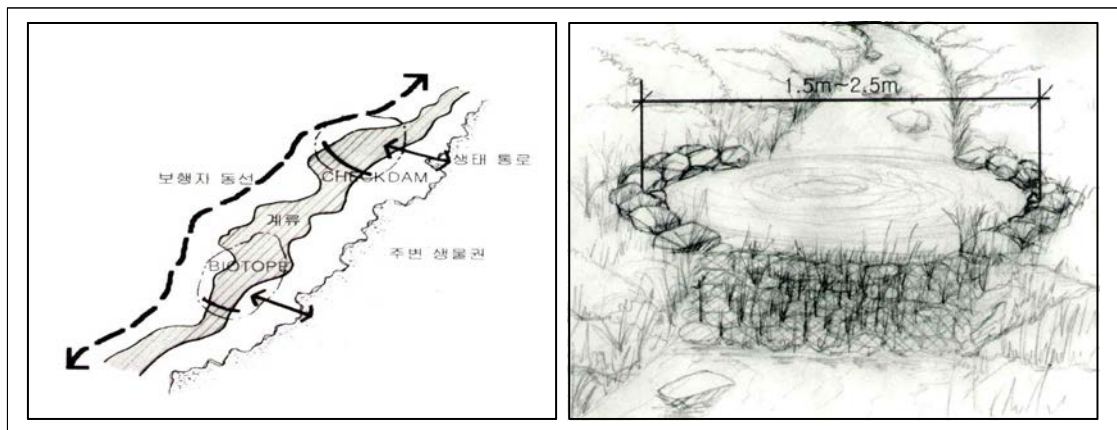 생태 통로
CHECKDAM
보행자 동선
계류
주변 생물권
BIOTOPE
1.5m~2.5m